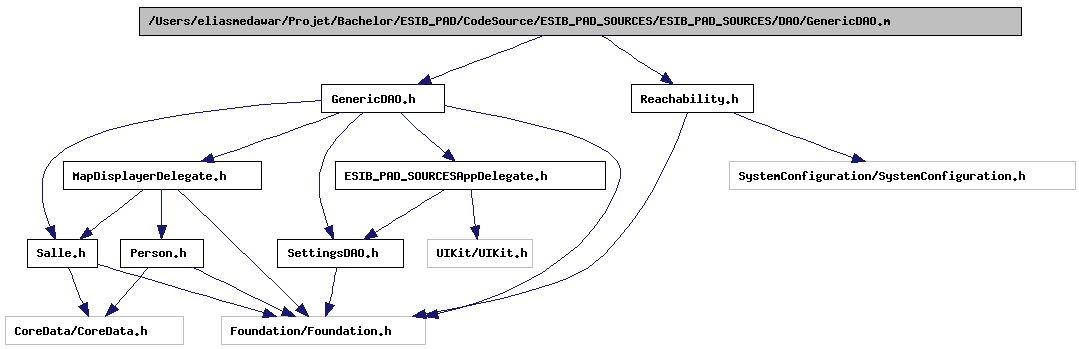 /Users/eliasmedawar/Projet/Bachelor/ESIB_PAD/CodeSource/ESIB_PAD_SOURCES/ESIB_PAD_SOURCES/DAO/GenericDAO.m
GenericDAO.h
Reachability.h
MapDisplayerDelegate.h
ESIB_PAD_SOURCESAppDelegate.h
SystemConfiguration/SystemConfiguration.h
Salle.h
Person.h
SettingsDAO.h
UIKit/UIKit.h
CoreData/CoreData.h
Foundation/Foundation.h